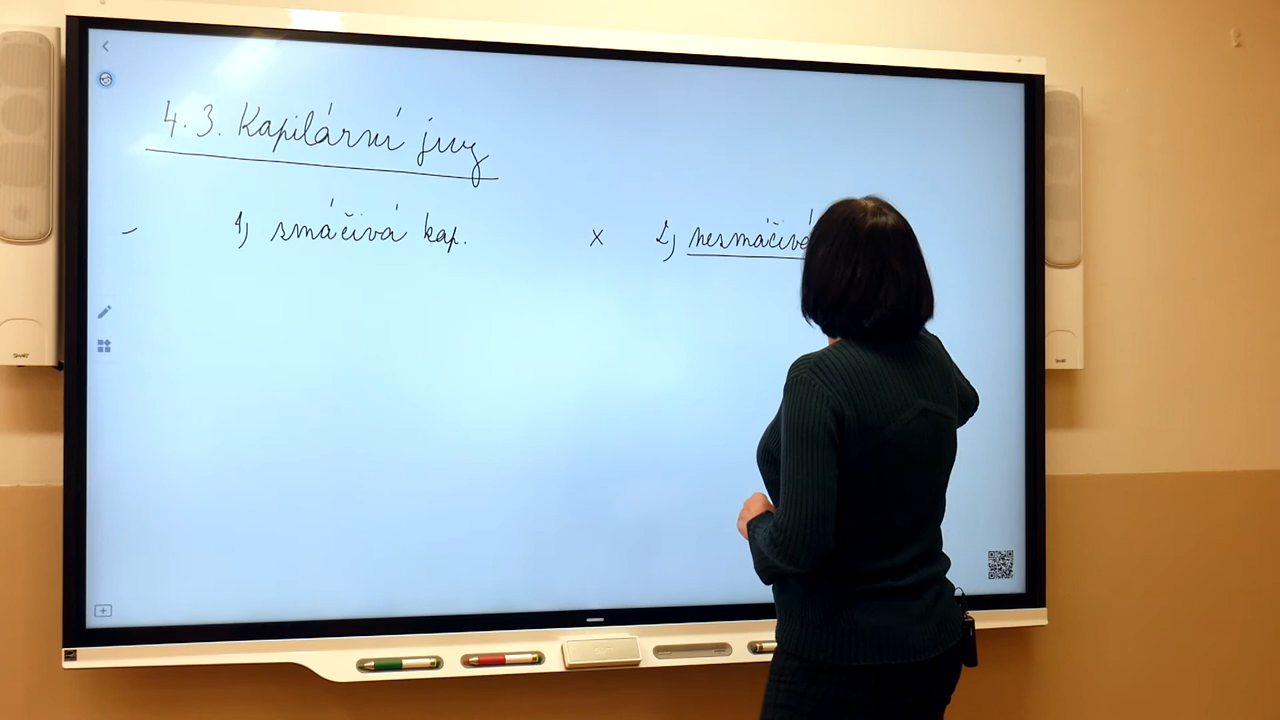 4.3. Kapilární jevy
- 1) smáčivá kap. x 2) nesmáčivá